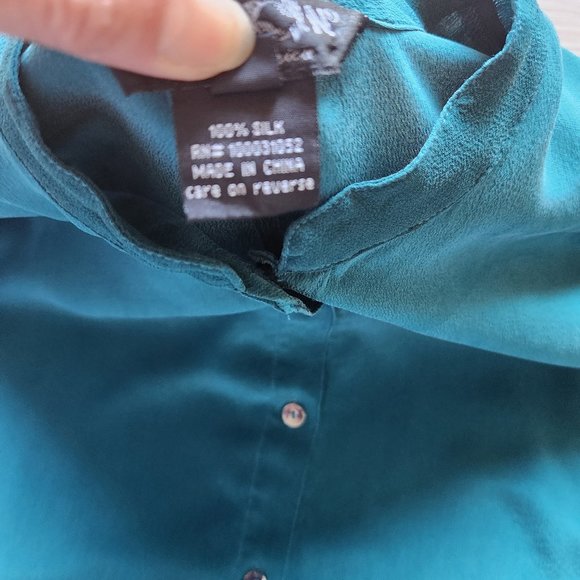 100% SILK
RN# 100031052
MADE IN CHINA
care on reverse